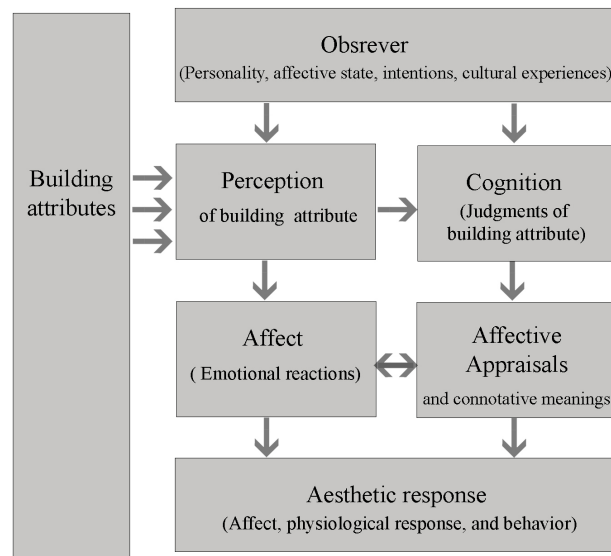 Obsrever
(Personality, affective state, intentions, cultural experiences)
Building
attributes
Perception
of building attribute
Cognition
(Judgments of
building attribute)
Affect
( Emotional reactions)
Affective
Appraisals
and connotative meanings
Aesthetic response
(Affect, physiological response, and behavior)